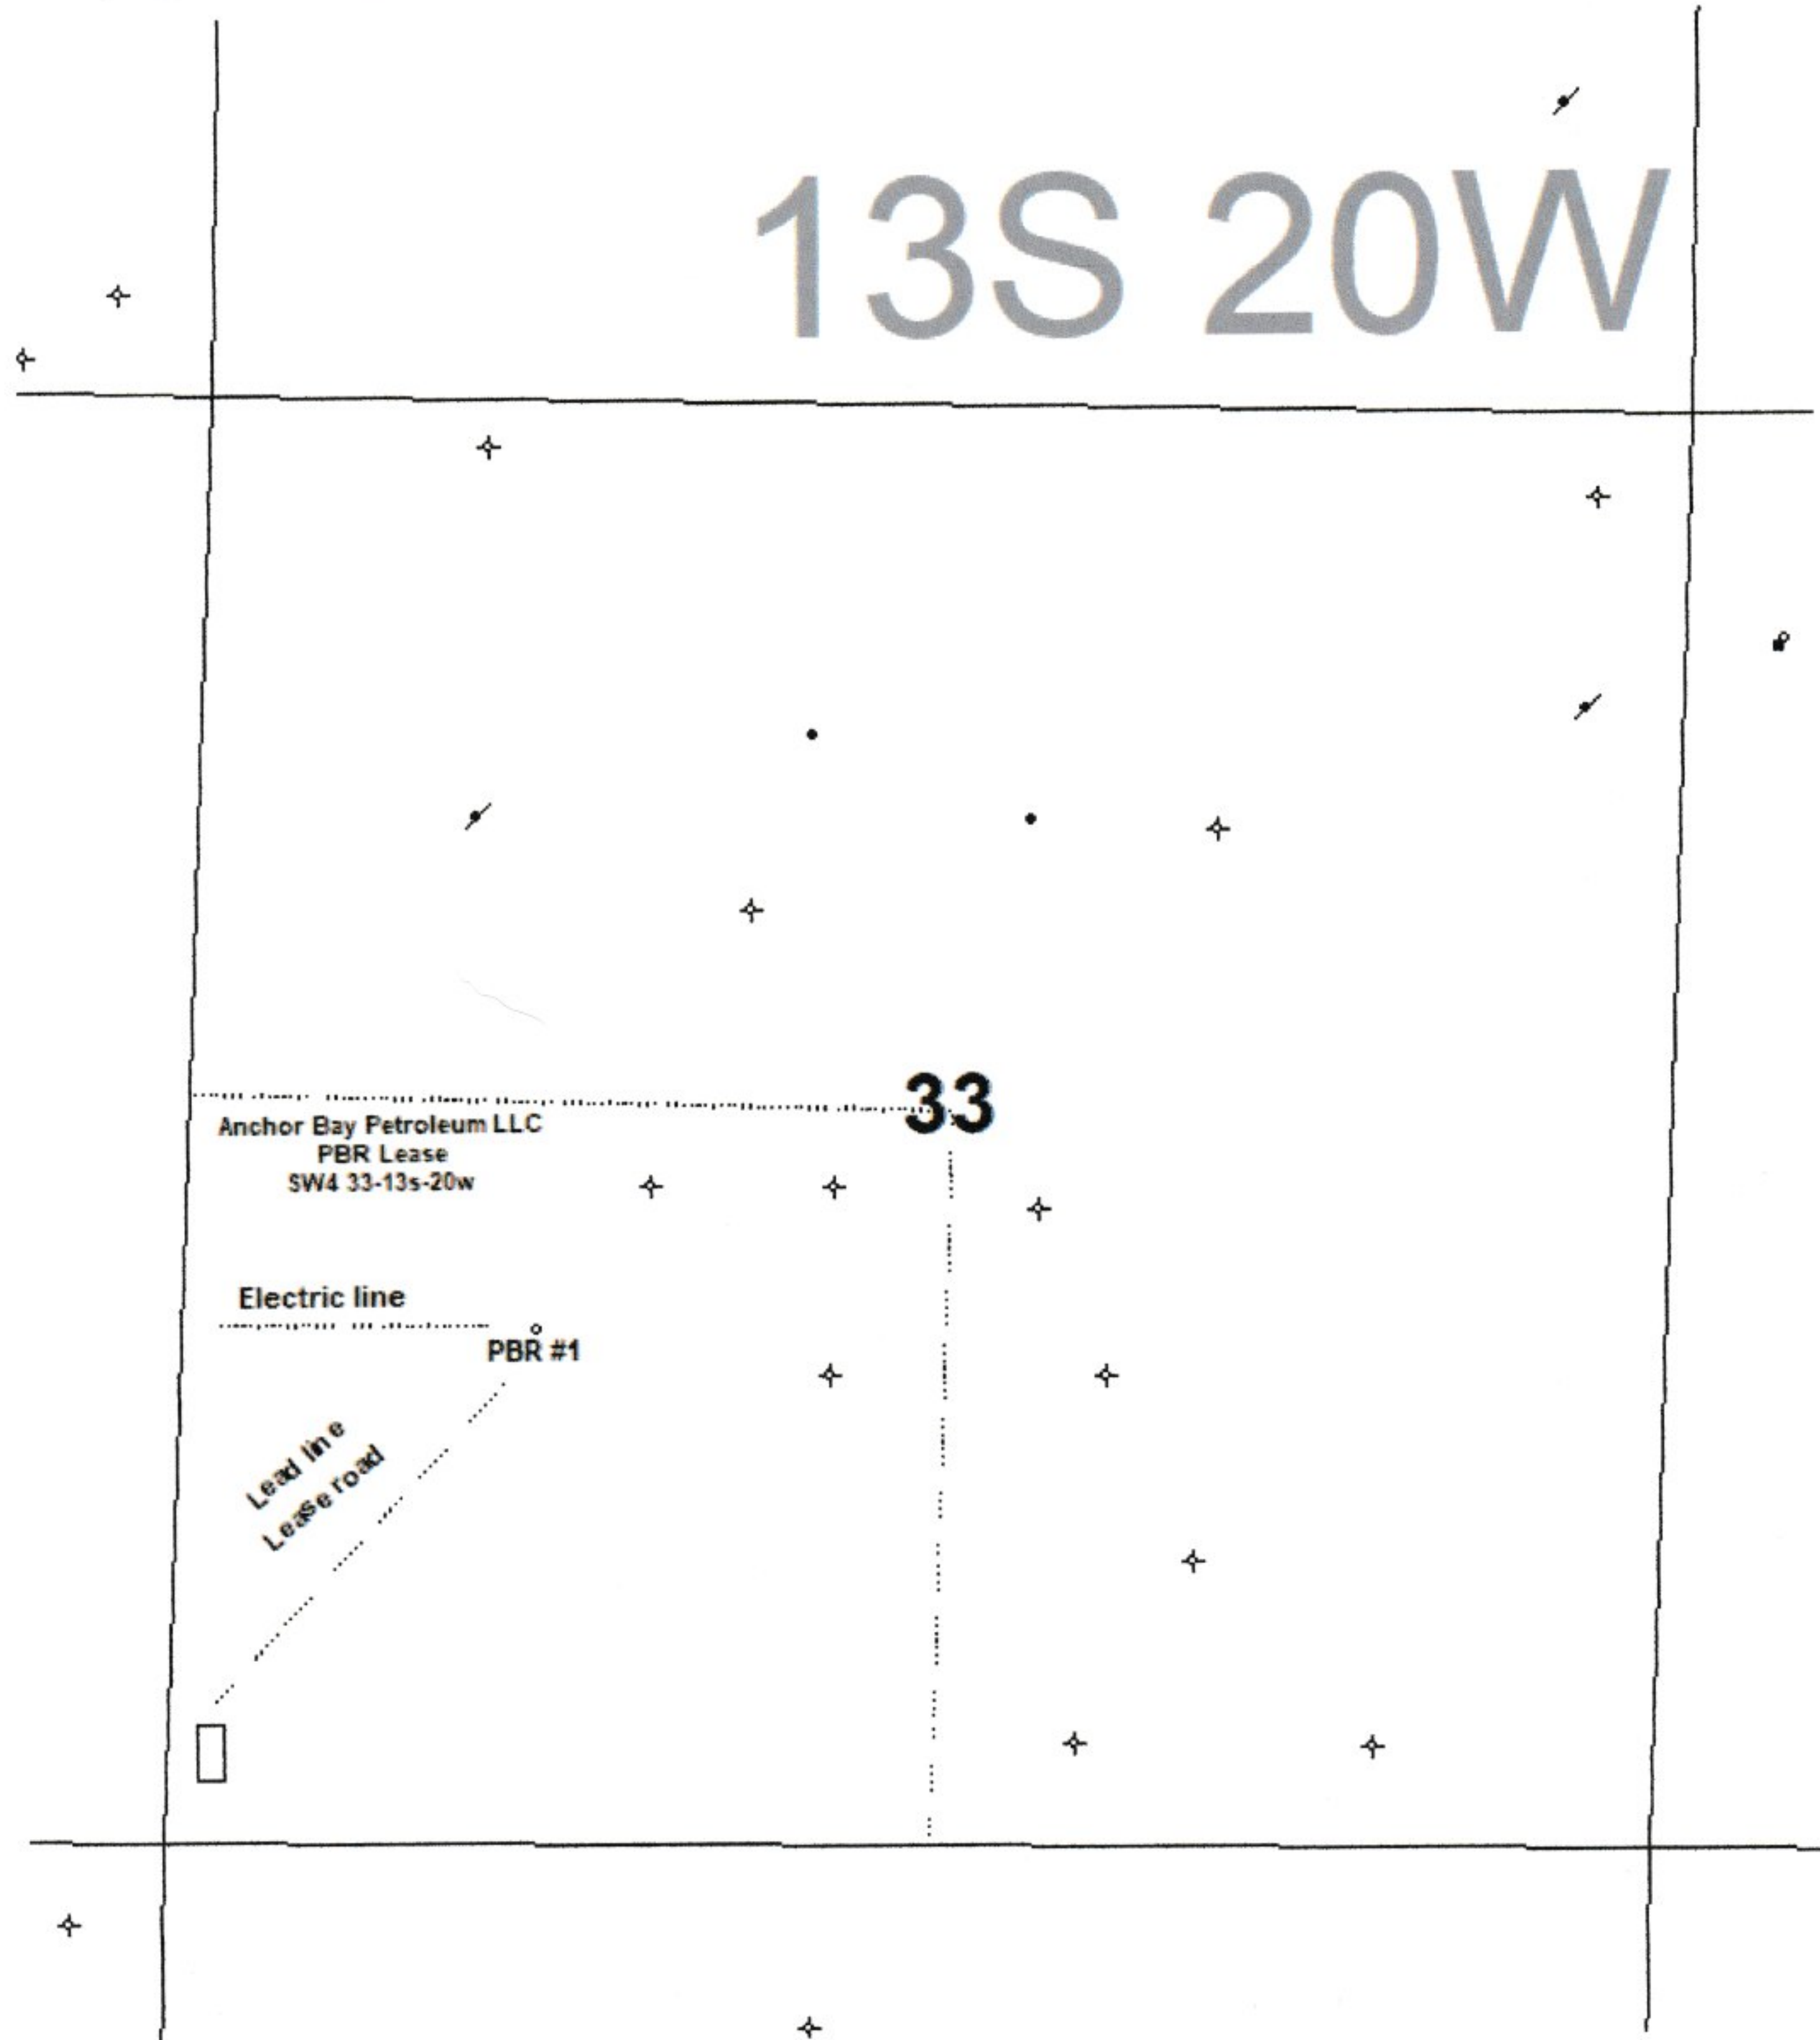 13S 20W
33
Anchor Bay Petroleum LLC
PBR Lease
SW4 33-13s-20w
Electric line
PBR #1
Lead line
Lease road